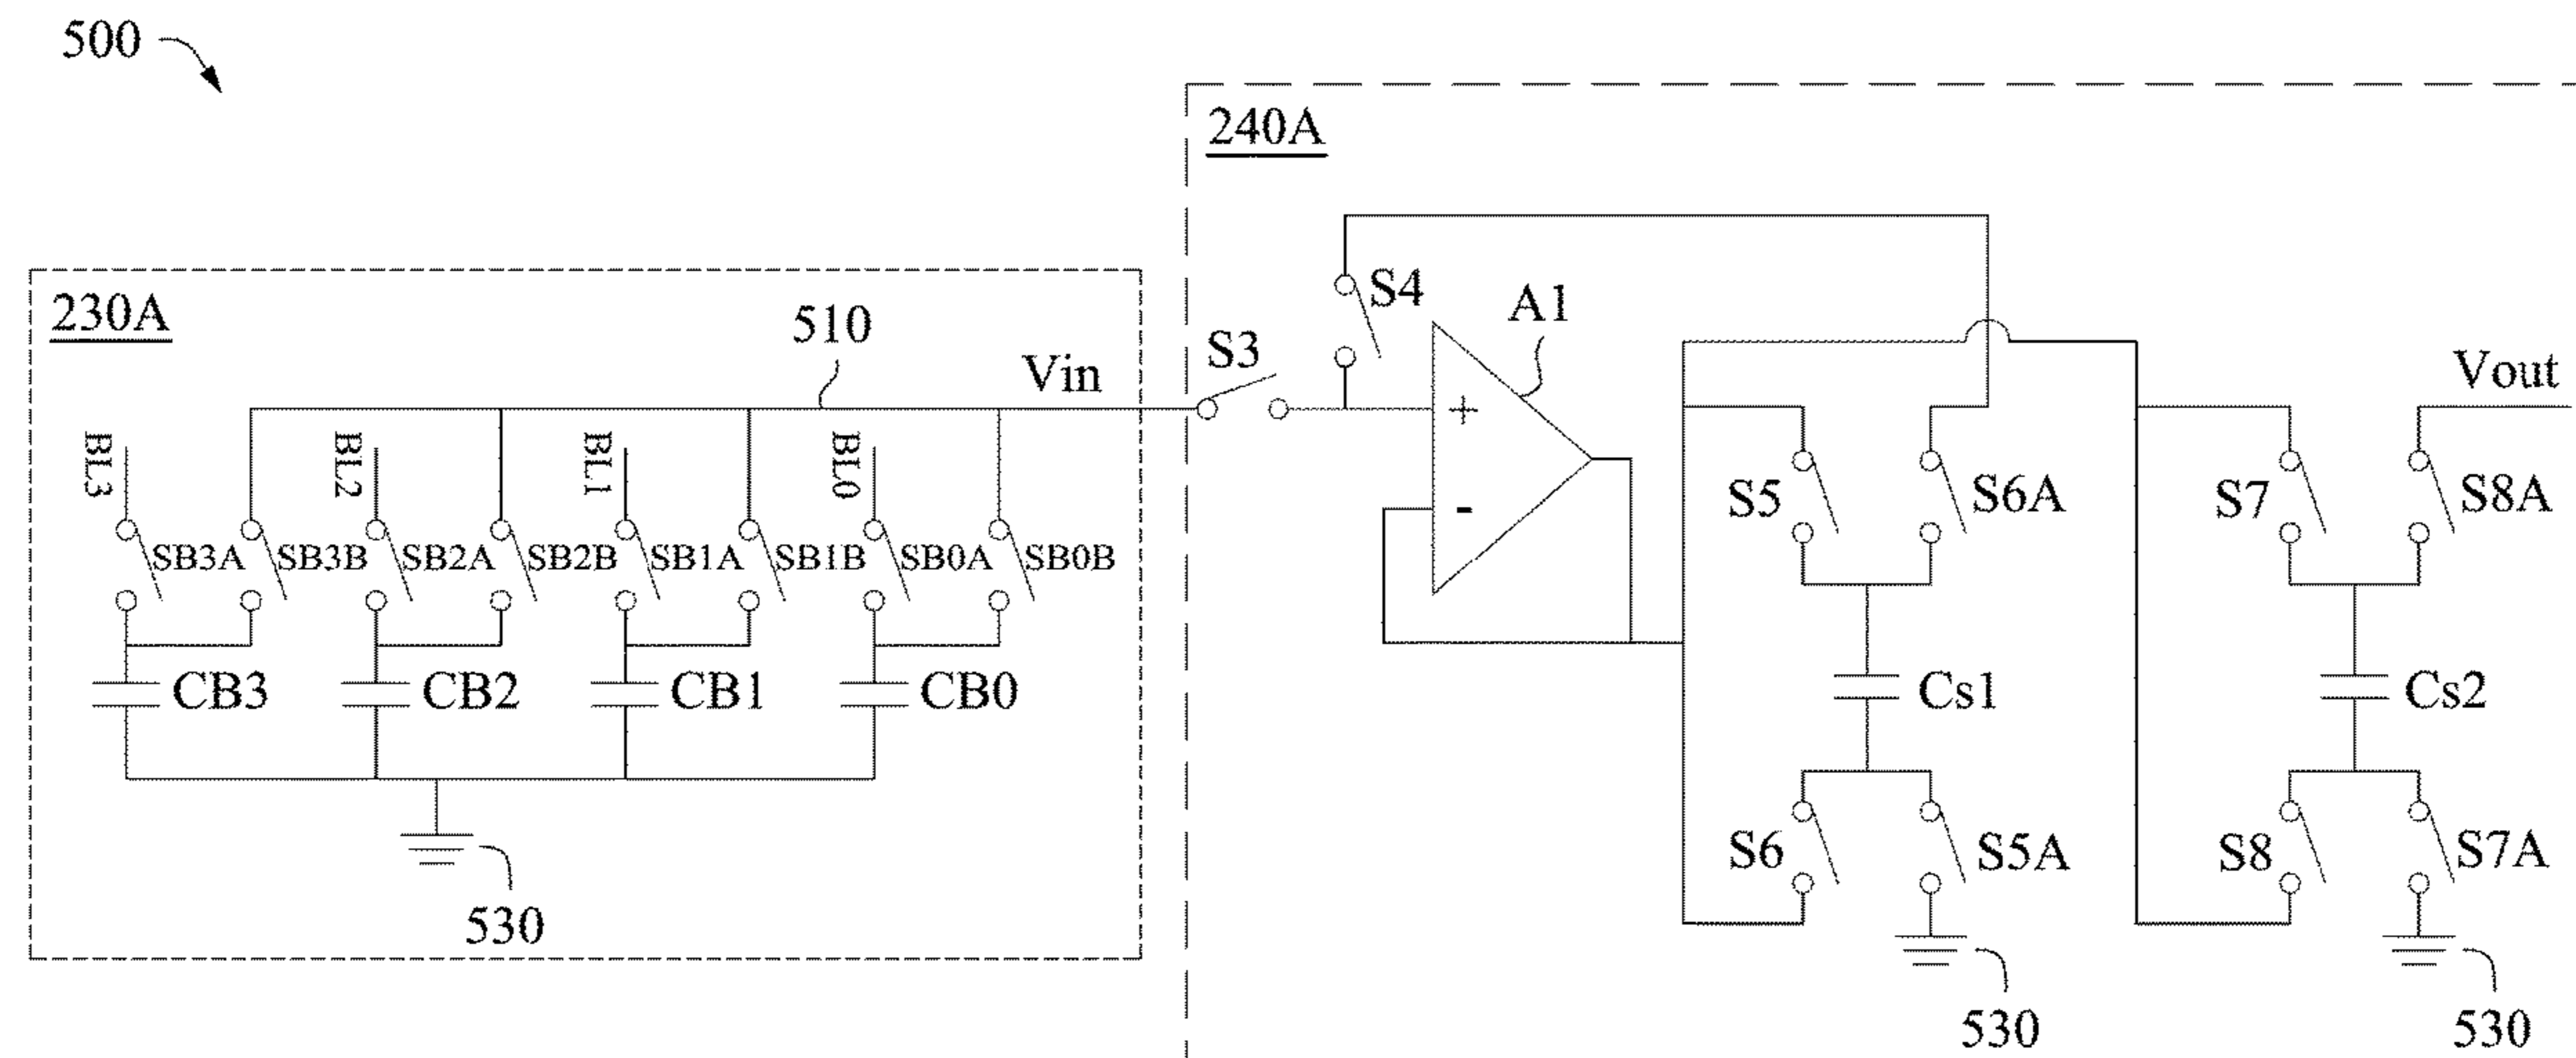 500
240A
230A
510
Vin
S3
S4
A1
Vout
BL3
BL2
BL1
BL0
+
-
SB3A
SB3B
SB2A
SB2B
SB1A
SB1B
SB0A
SB0B
S5
S6A
S7
S8A
CB3
CB2
CB1
CB0
Cs1
Cs2
S6
S5A
S8
S7A
530
530
530